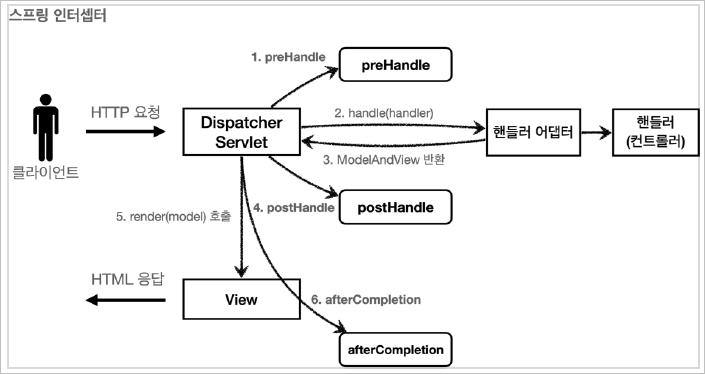 스프링 인터셉터
1. preHandle
preHandle
HTTP 요청
Dispatcher
Servlet
2. handle(handler)
핸들러 어댑터
핸들러
(컨트롤러)
클라이언트
3. ModelAndView 반환
5. render(model) 호출
4. postHandle
postHandle
HTML 응답
View
6. afterCompletion
afterCompletion